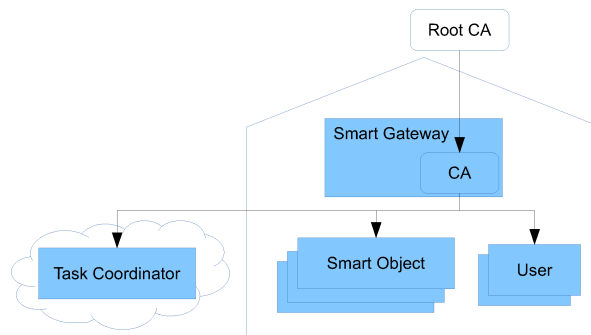 Root CA
Smart Gateway
CA
Task Coordinator
Smart Object
User